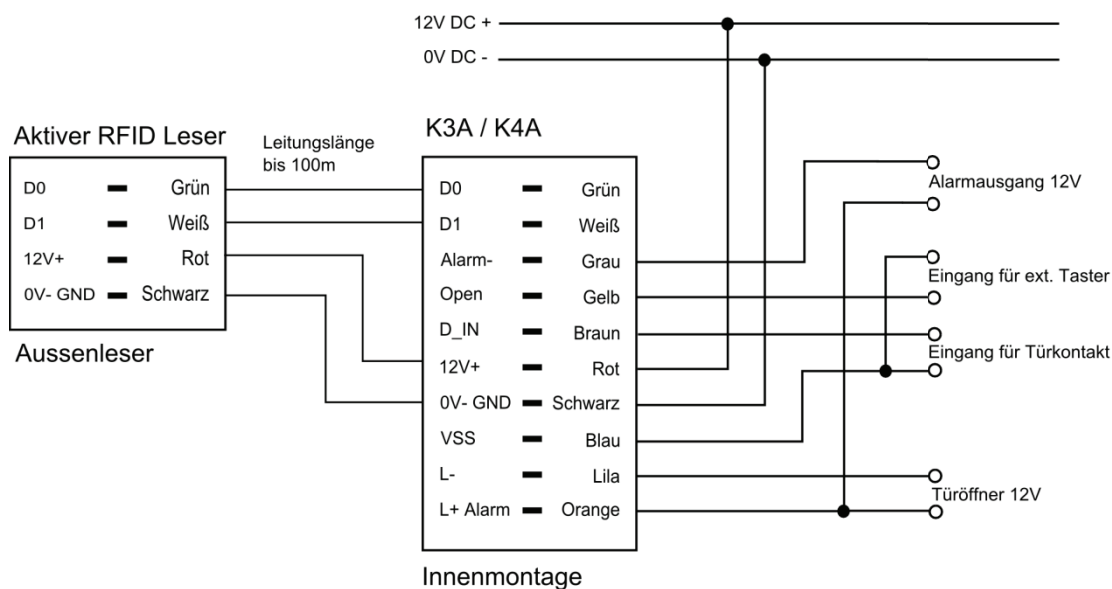 12V DC +
0V DC -
Aktiver RFID Leser
Leitungslänge
bis 100m
K3A / K4A
D0 Grün
D1 Weiß
12V+ Rot
0V- GND Schwarz
Aussenleser
D0 Grün
D1 Weiß
Alarm- Grau
Open Gelb
D_IN Braun
12V+ Rot
0V- GND Schwarz
VSS Blau
L- Lila
L+ Alarm Orange
Innenmontage
Alarmausgang 12V
Eingang für ext. Taster
Eingang für Türkontakt
Türöffner 12V